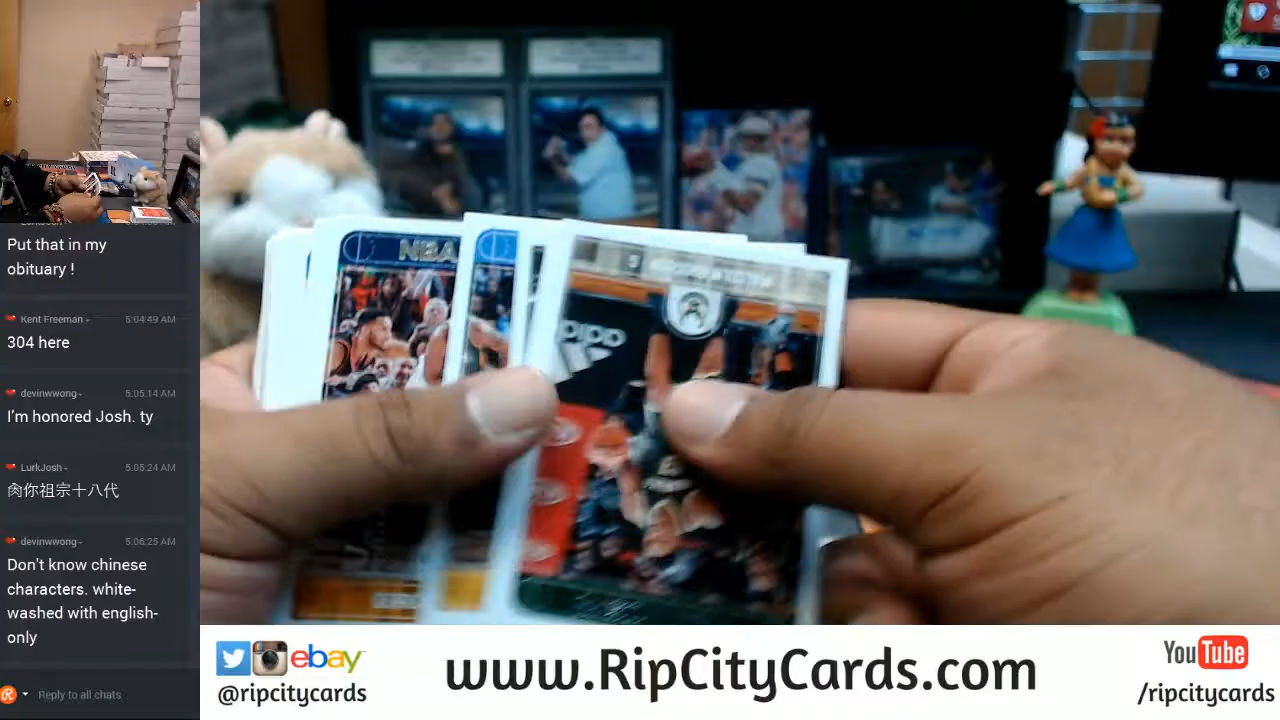 Put that in my
obituary !
Kent Freeman
5:04:49 AM
304 here
devinwwong
5:05:14 AM
I'm honored Josh. ty
LurkJosh
5:05:24 AM
肏你祖宗十八代
devinwwong
5:06:25 AM
Don't know chinese
characters. white-
washed with english-
only
Reply to all chats
NBA
ebay
@ripcitycards
www.RipCityCards.com
YouTube
/ripcitycards